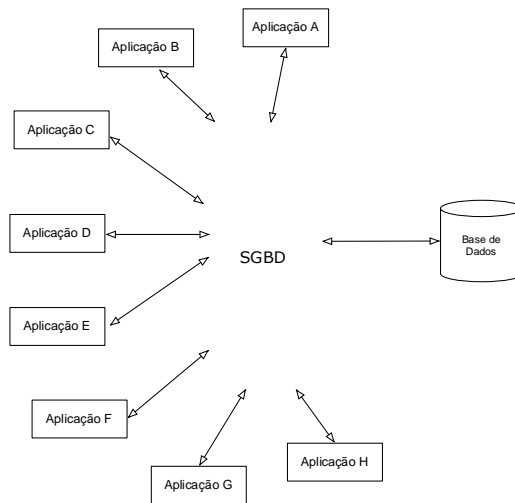 Aplicação A
Aplicação B
Aplicação C
Aplicação D
SGBD
Base de
Dados
Aplicação E
Aplicação F
Aplicação H
Aplicação G